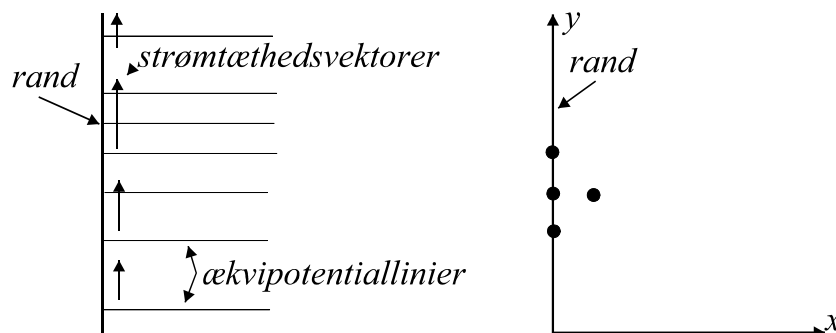 strømtæthedsvektorer
rand
ækvipotentiallinier
y
rand
x